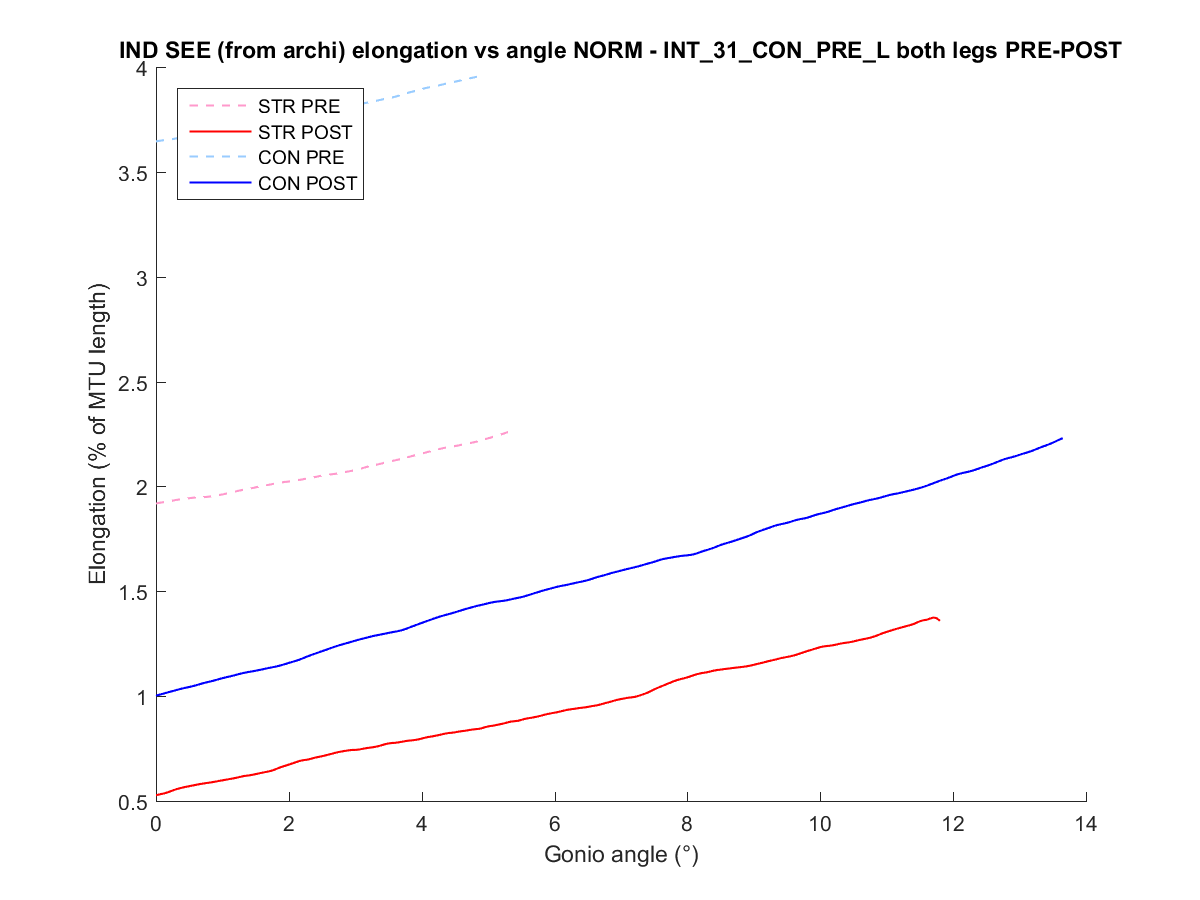 IND SEE (from archi) elongation vs angle NORM - INT_31_CON_PRE_L both legs PRE-POST
4
3.5
3
2.5
2
1.5
1
0.5
STR PRE
STR POST
CON PRE
CON POST
Elongation (% of MTU length)
0 2 4 6 8 10 12 14
Gonio angle (°)